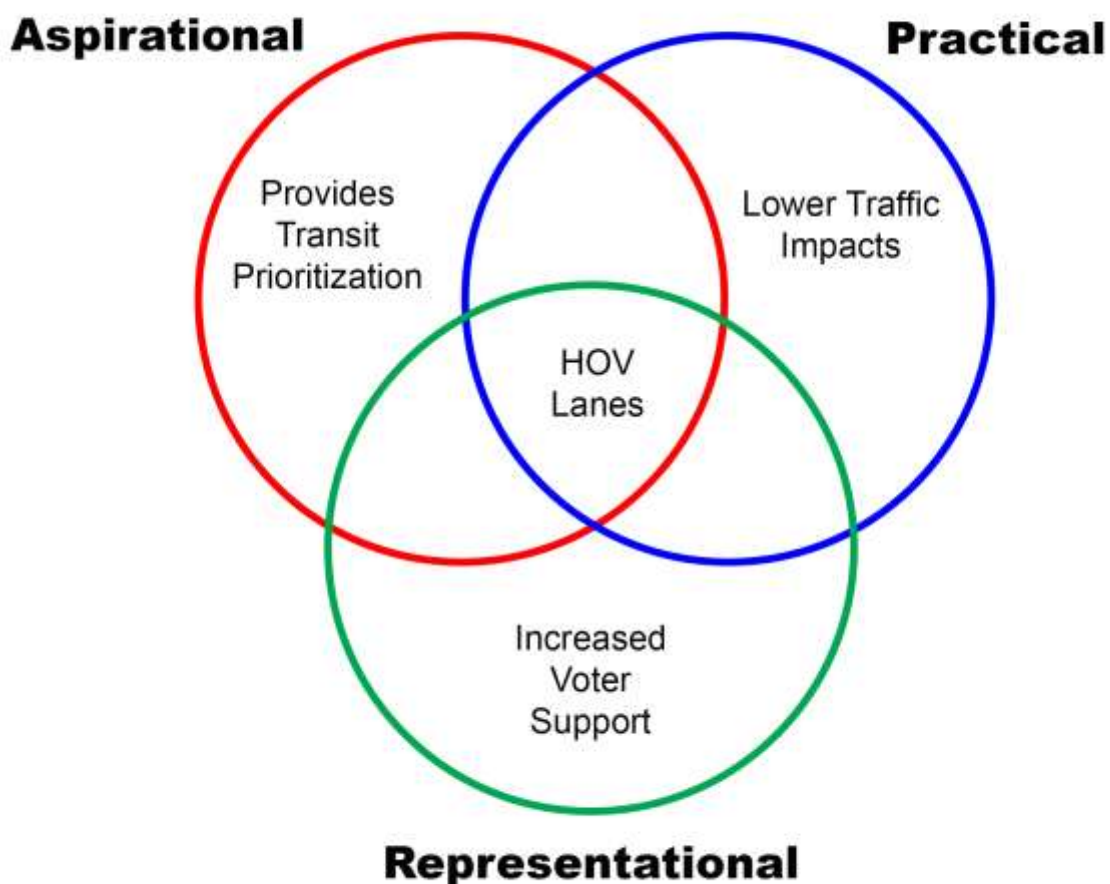 Aspirational
Practical
Provides
Transit
Prioritization
Lower Traffic
Impacts
HOV
Lanes
Increased
Voter
Support
Representational